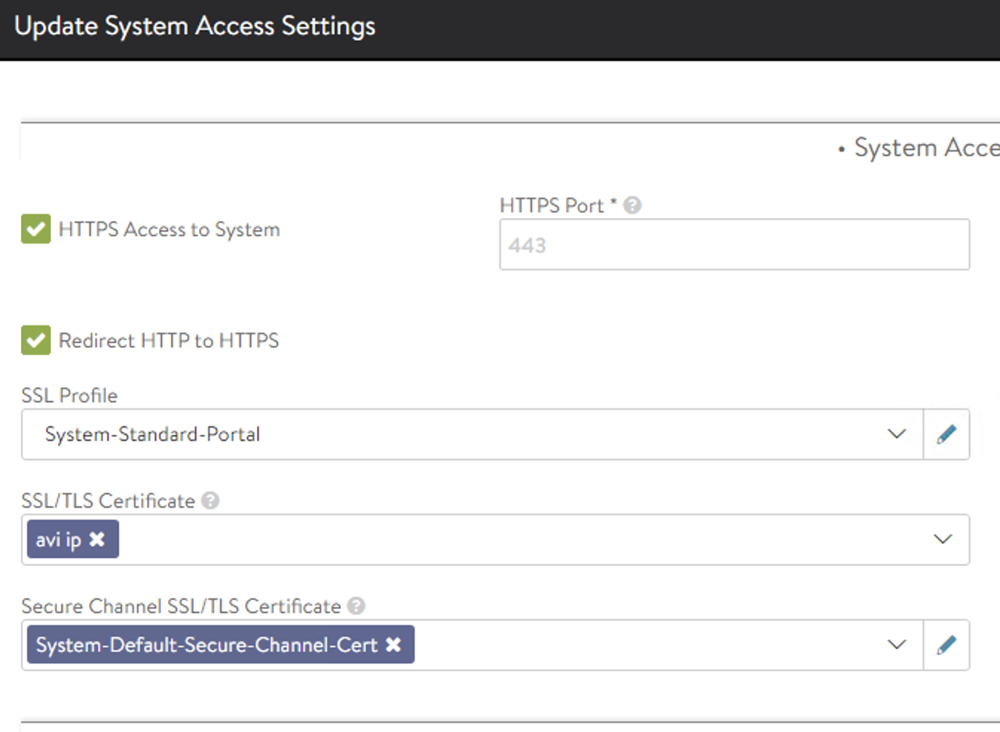 Update System Access Settings
• System Acce
HTTPS Port * ?
HTTPS Access to System
443
Redirect HTTP to HTTPS
SSL Profile
System-Standard-Portal
SSL/TLS Certificate ?
avi ip ✖
Secure Channel SSL/TLS Certificate ?
System-Default-Secure-Channel-Cert ✖